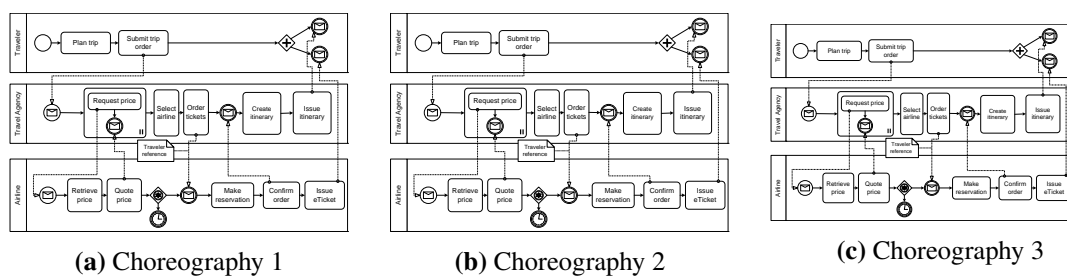 Traveler
Plan trip
Submit trip
order
Travel Agency
Request price
Select
airline
Order
tickets
Create
itinerary
Issue
itinerary
Traveler
reference
Airline
Retrieve
price
Quote
price
Make
reservation
Confirm
order
Issue
eTicket
(a) Choreography 1
Traveler
Plan trip
Submit trip
order
Travel Agency
Request price
Select
airline
Order
tickets
Create
itinerary
Issue
itinerary
Traveler
reference
Airline
Retrieve
price
Quote
price
Make
reservation
Confirm
order
Issue
eTicket
(b) Choreography 2
Traveler
Plan trip
Submit trip
order
Travel Agency
Request price
Select
airline
Order
tickets
Create
itinerary
Issue
itinerary
Traveler
reference
Airline
Retrieve
price
Quote
price
Make
reservation
Confirm
order
Issue
eTicket
(c) Choreography 3